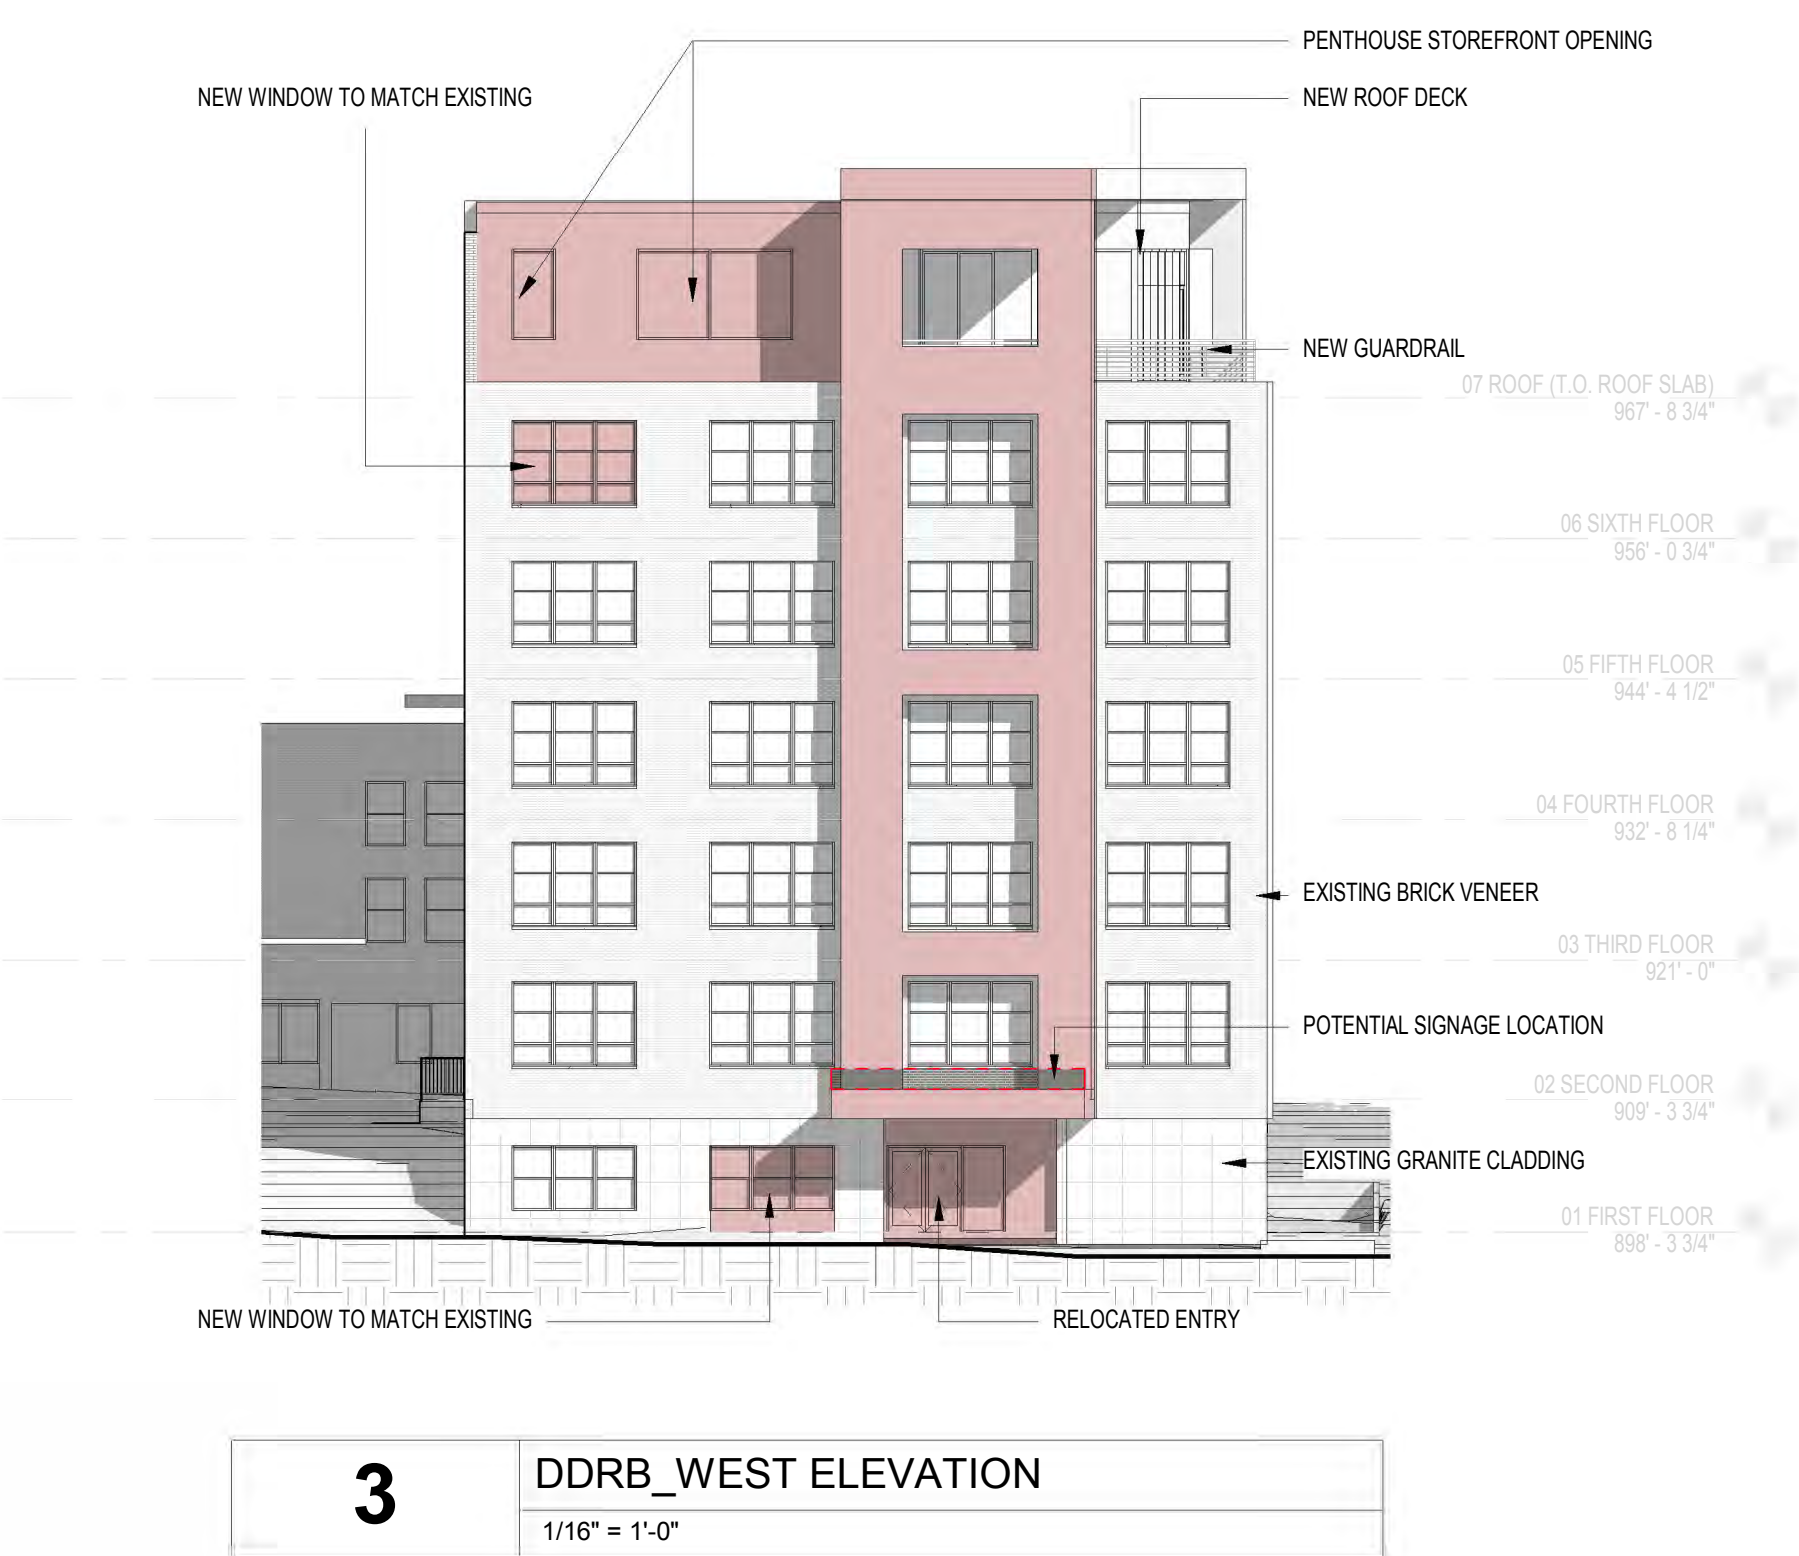 PENTHOUSE STOREFRONT OPENING
NEW WINDOW TO MATCH EXISTING
NEW ROOF DECK
NEW GUARDRAIL
07 ROOF (T.O. ROOF SLAB)
967' - 8 3/4"
06 SIXTH FLOOR
956' - 0 3/4"
05 FIFTH FLOOR
944' - 4 1/2"
04 FOURTH FLOOR
932' - 8 1/4"
EXISTING BRICK VENEER
03 THIRD FLOOR
921' - 0"
POTENTIAL SIGNAGE LOCATION
02 SECOND FLOOR
909' - 3 3/4"
EXISTING GRANITE CLADDING
01 FIRST FLOOR
898' - 3 3/4"
NEW WINDOW TO MATCH EXISTING
RELOCATED ENTRY
3
DDRB_WEST ELEVATION
1/16" = 1'-0"